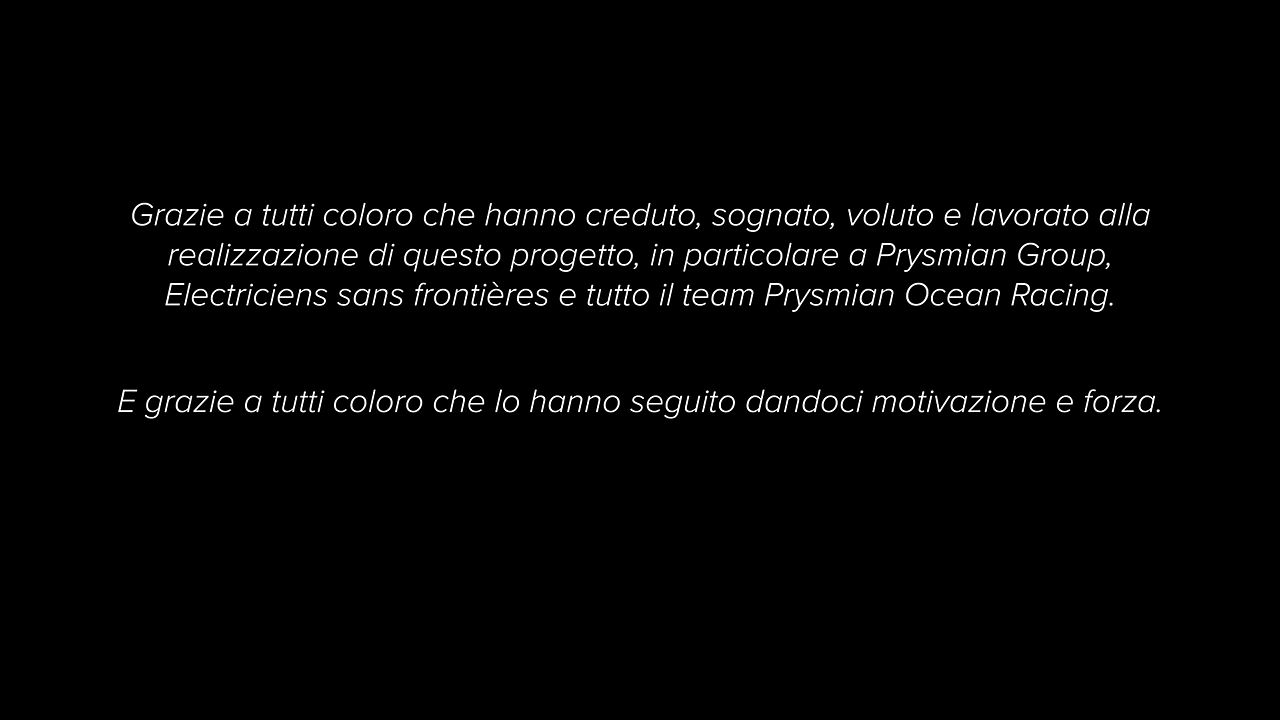 Grazie a tutti coloro che hanno creduto, sognato, voluto e lavorato alla
realizzazione di questo progetto, in particolare a Prysmian Group,
Electriciens sans frontières e tutto il team Prysmian Ocean Racing.
E grazie a tutti coloro che lo hanno seguito dandoci motivazione e forza.